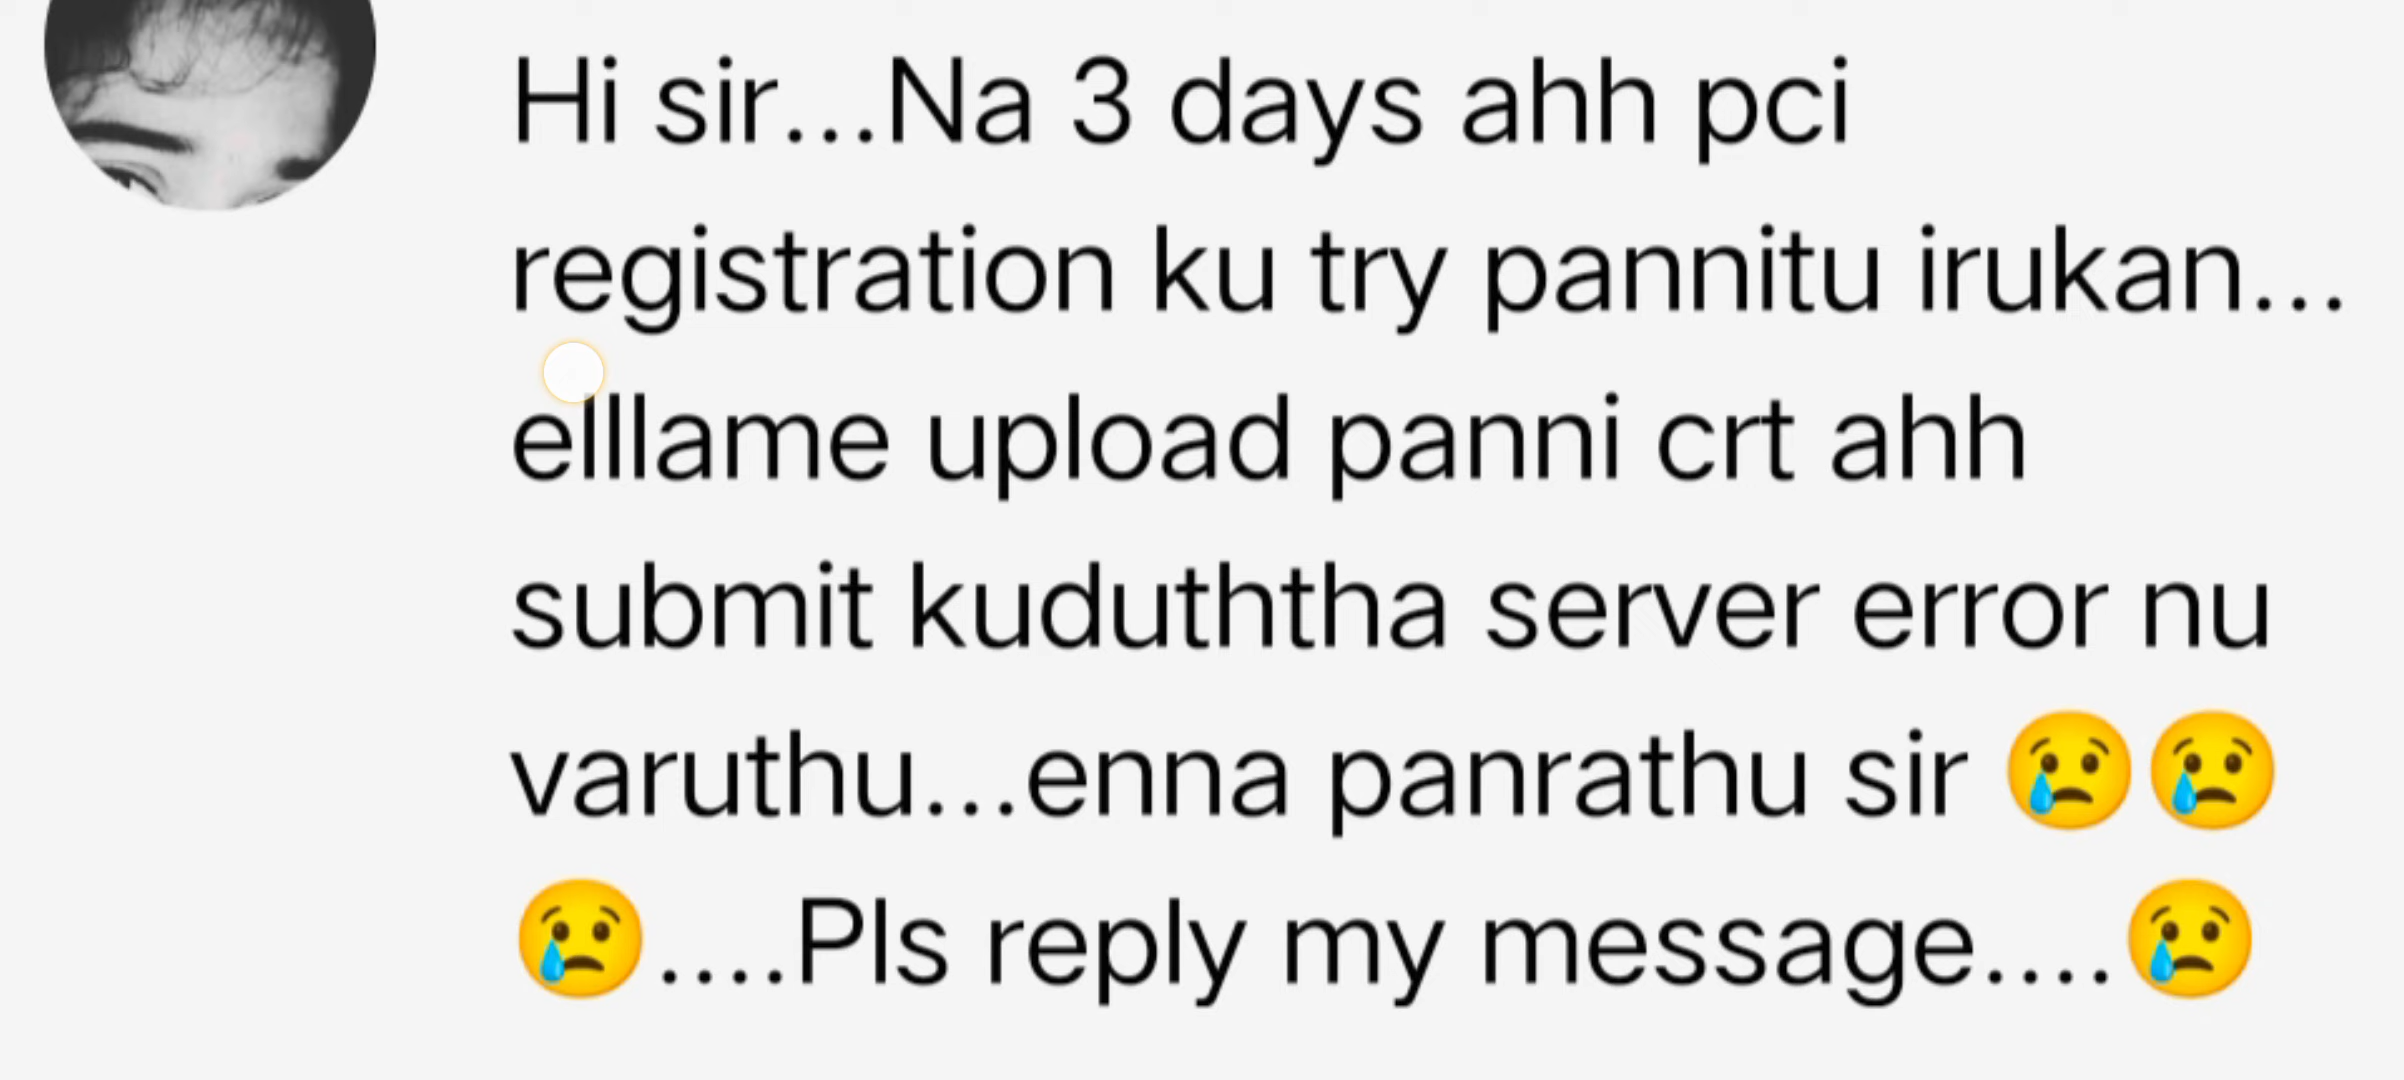 Hi sir...Na 3 days ahh pci
registration ku try pannitu irukan...
elllame upload panni crt ahh
submit kuduththa server error nu
varuthu...enna panrathu sir 😢😢
😢....Pls reply my message....😢